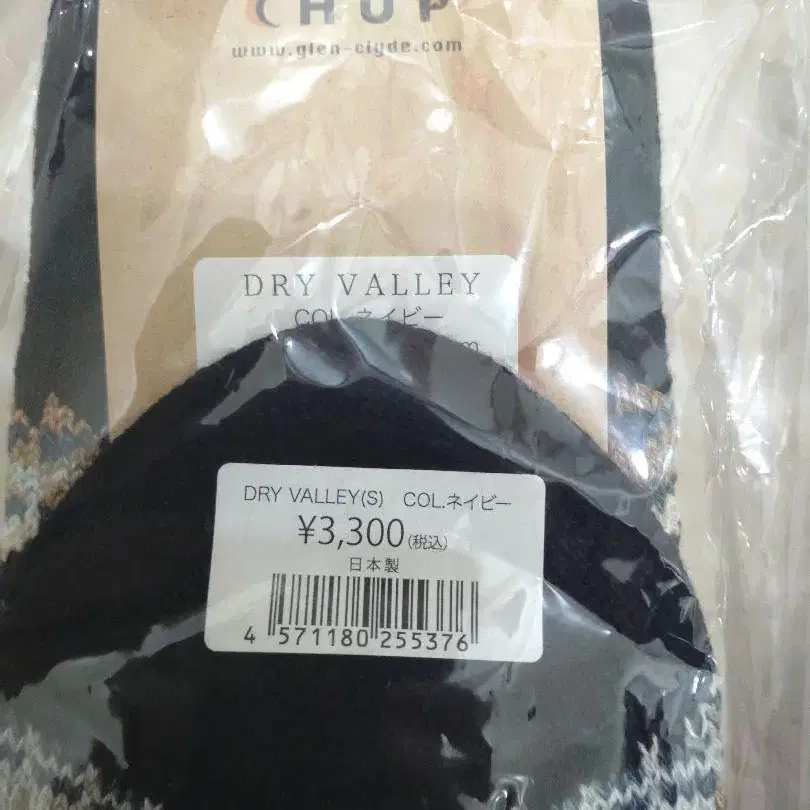 CHUP
www.glen-clyde.com
DRY VALLEY
COL.ネイビー
m
DRY VALLEY(S) COL.ネイビー
¥3,300(税込)
日本製
4 571180 255376